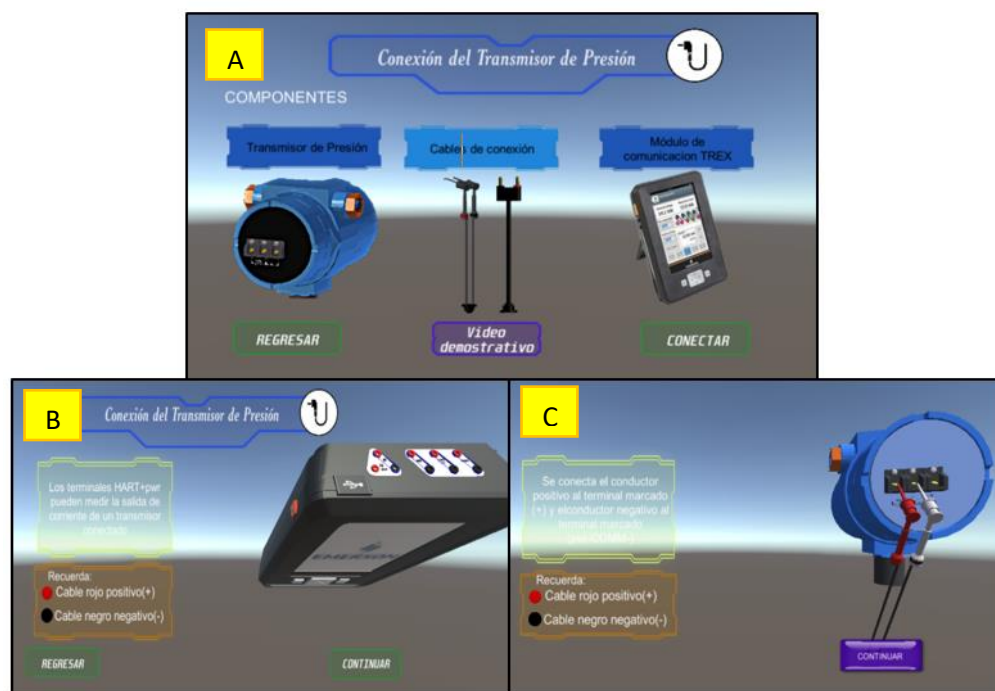 A
Conexión del Transmisor de Presión
COMPONENTES
Transmisor de Presión
Cables de conexión
Módulo de
comunicacion TREX
REGRESAR
Video
demostrativo
CONECTAR
B
Conexión del Transmisor de Presión
Los terminales HART+pwr
pueden medir la salida de
corriente de un transmisor
conectado
Recuerda:
Cable rojo positivo(+)
Cable negro negativo(-)
REGRESAR
CONTINUAR
EMERSON
C
Se conecta el conductor
positivo al terminal marcado
(+) y elconductor negativo al
terminal marcado
Recuerda:
Cable rojo positivo(+)
Cable negro negativo(-)
CONTINUAR